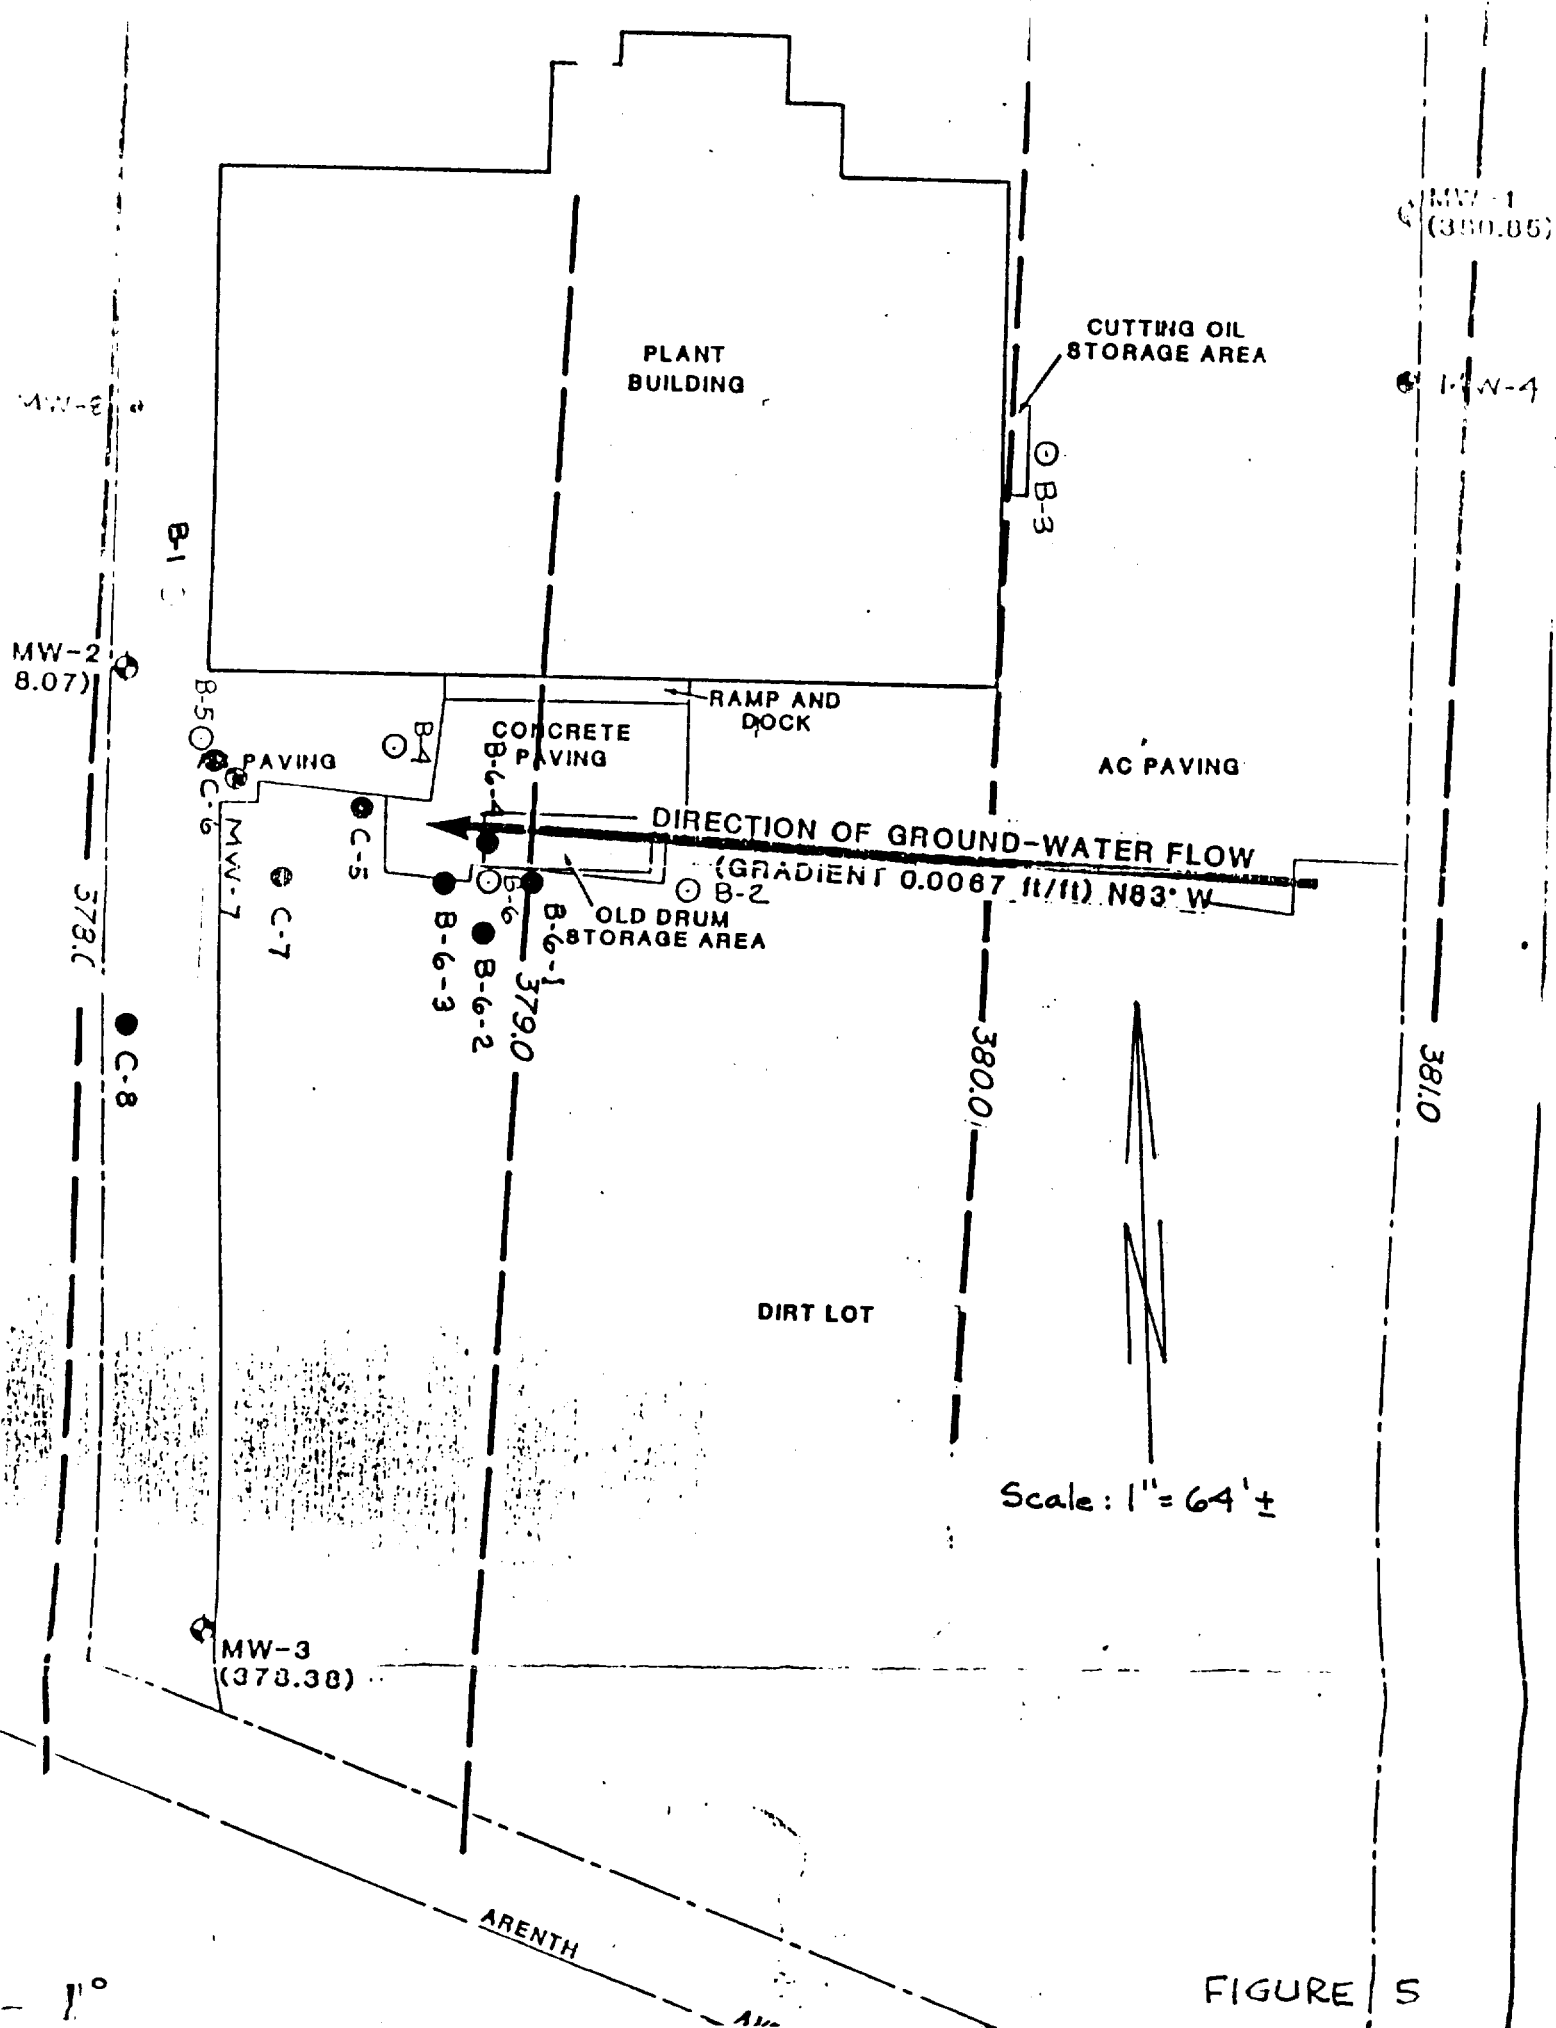 MW-1
CUTTING OIL
STORAGE AREA
PLANT
BUILDING
MW-4
B-3
B-1
MW-2
8.07)
RAMP AND
DOCK
B-5
B-4
CONCRETE
PAVING
PAVING
B-6-4
AC PAVING
C-6
MW-7
C-5
C-7
DIRECTION OF GROUND-WATER FLOW
(GRADIENT 0.0067 ft/ft) N83° W
B-2
B-6
B-6-1
OLD DRUM
STORAGE AREA
B-6-3
B-6-2
379.0
380.0
381.0
C-8
DIRT LOT
Scale: 1"=64'±
MW-3
(378.38)
ARENTH
FIGURE 5